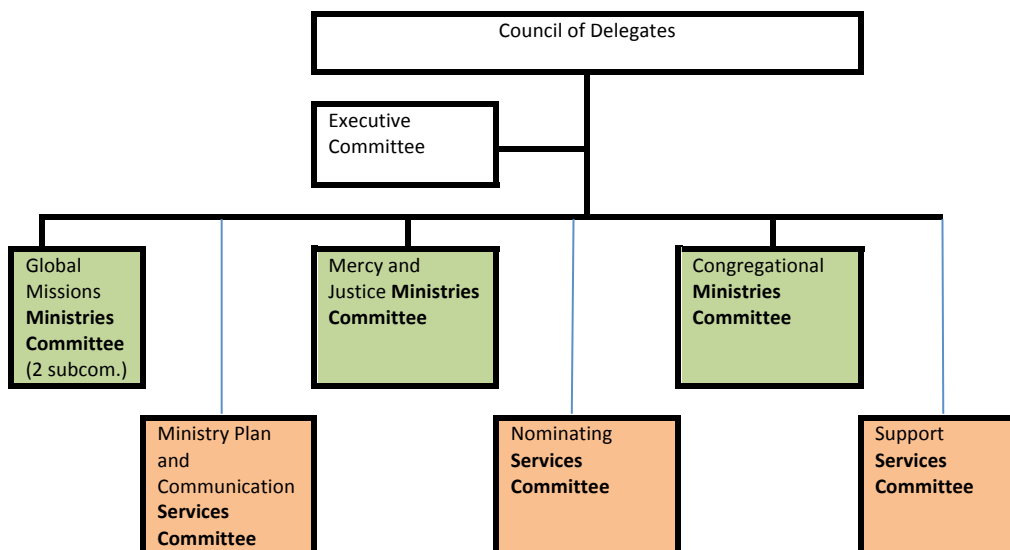 Council of Delegates
Executive
Committee
Global
Missions
Ministries
Committee
(2 subcom.)
Mercy and
Justice Ministries
Committee
Congregational
Ministries
Committee
Ministry Plan
and
Communication
Services
Committee
Nominating
Services
Committee
Support
Services
Committee